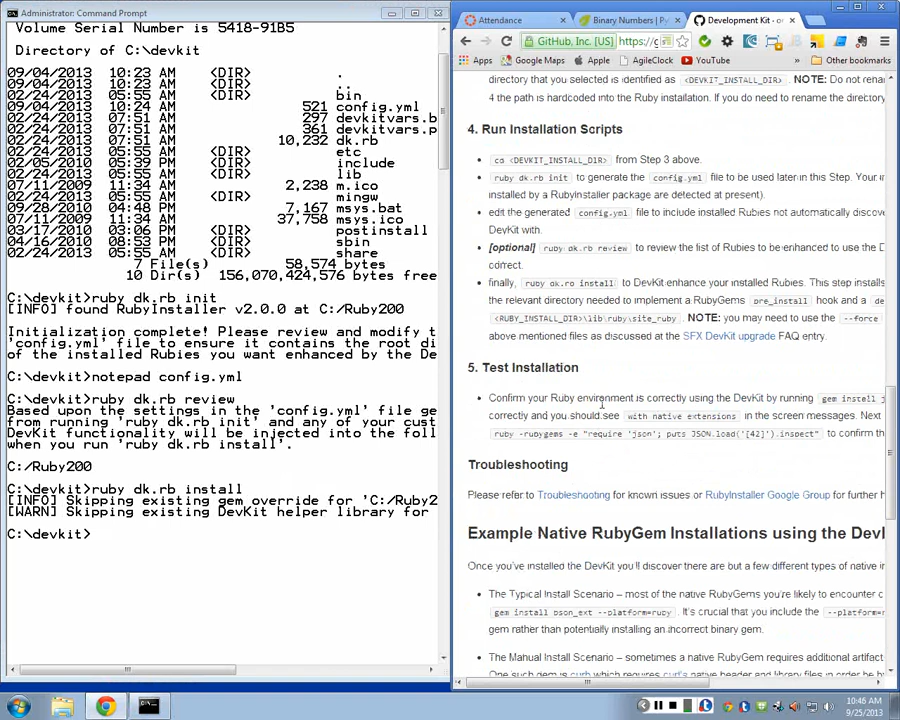 Administrator: Command Prompt
Volume Serial Number is 5418-91B5
Directory of C:\devkit
09/04/2013 10:23 AM <DIR> .
09/04/2013 10:23 AM <DIR> ..
02/24/2013 05:55 AM <DIR> bin
09/04/2013 10:24 AM 521 config.yml
02/24/2013 07:51 AM 297 devkitvars.b
02/24/2013 07:51 AM 361 devkitvars.p
02/24/2013 07:51 AM 10,232 dk.rb
02/24/2013 05:55 AM <DIR> etc
02/05/2010 05:39 PM <DIR> include
02/24/2013 05:55 AM <DIR> lib
07/11/2009 11:34 AM 2,238 m.ico
02/24/2013 05:55 AM <DIR> mingw
09/28/2010 04:48 PM 7,167 msys.bat
07/11/2009 11:34 AM 37,758 msys.ico
03/17/2010 03:06 PM <DIR> postinstall
04/16/2010 08:53 PM <DIR> sbin
02/24/2013 05:55 AM <DIR> share
7 File(s) 58,574 bytes
10 Dir(s) 156,070,424,576 bytes free
C:\devkit>ruby dk.rb init
[INFO] found RubyInstaller v2.0.0 at C:/Ruby200
Initialization complete! Please review and modify t
'config.yml' file to ensure it contains the root di
of the installed Rubies you want enhanced by the De
C:\devkit>notepad config.yml
C:\devkit>ruby dk.rb review
Based upon the settings in the 'config.yml' file ge
from running 'ruby dk.rb init' and any of your cust
DevKit functionality will be injected into the foll
when you run 'ruby dk.rb install'.
C:/Ruby200
C:\devkit>ruby dk.rb install
[INFO] Skipping existing gem override for 'C:/Ruby2
[WARN] Skipping existing DevKit helper library for
C:\devkit>
Attendance
Binary Numbers | Py
Development Kit - o
GitHub, Inc. [US] https://g
Apps Google Maps Apple AgileClock YouTube Other bookmarks
directory that you selected is identified as <DEVKIT_INSTALL_DIR> . NOTE: Do not renam
4 the path is hardcoded into the Ruby installation. If you do need to rename the director
4. Run Installation Scripts
cd <DEVKIT_INSTALL_DIR> from Step 3 above.
ruby dk.rb init to generate the config.yml file to be used later in this Step. Your in
installed by a RubyInstaller package are detected at present).
edit the generated config.yml file to include installed Rubies not automatically discove
DevKit with.
[optional] ruby dk.rb review to review the list of Rubies to be enhanced to use the D
correct.
finally, ruby dk.rb install to DevKit enhance your installed Rubies. This step installs
the relevant directory needed to implement a RubyGems pre_install hook and a de
<RUBY_INSTALL_DIR>\lib\ruby\site_ruby . NOTE: you may need to use the --force
above mentioned files as discussed at the SFX DevKit upgrade FAQ entry.
5. Test Installation
Confirm your Ruby environment is correctly using the DevKit by running gem install j
correctly and you should see with native extensions in the screen messages. Next
ruby -rubygems -e "require 'json'; puts JSON.load('[42]').inspect" to confirm th
Troubleshooting
Please refer to Troubleshooting for known issues or RubyInstaller Google Group for further h
Example Native RubyGem Installations using the DevK
Once you've installed the DevKit you'll discover there are but a few different types of native i
The Typical Install Scenario – most of the native RubyGems you're likely to encounter c
gem install bson_ext --platform=ruby . It's crucial that you include the --platform=r
gem rather than potentially installing an incorrect binary gem.
The Manual Install Scenario – sometimes a native RubyGem requires additional artifact
One such gem is curb which requires curl's native header and library files in order to b
10:46 AM
9/25/2013